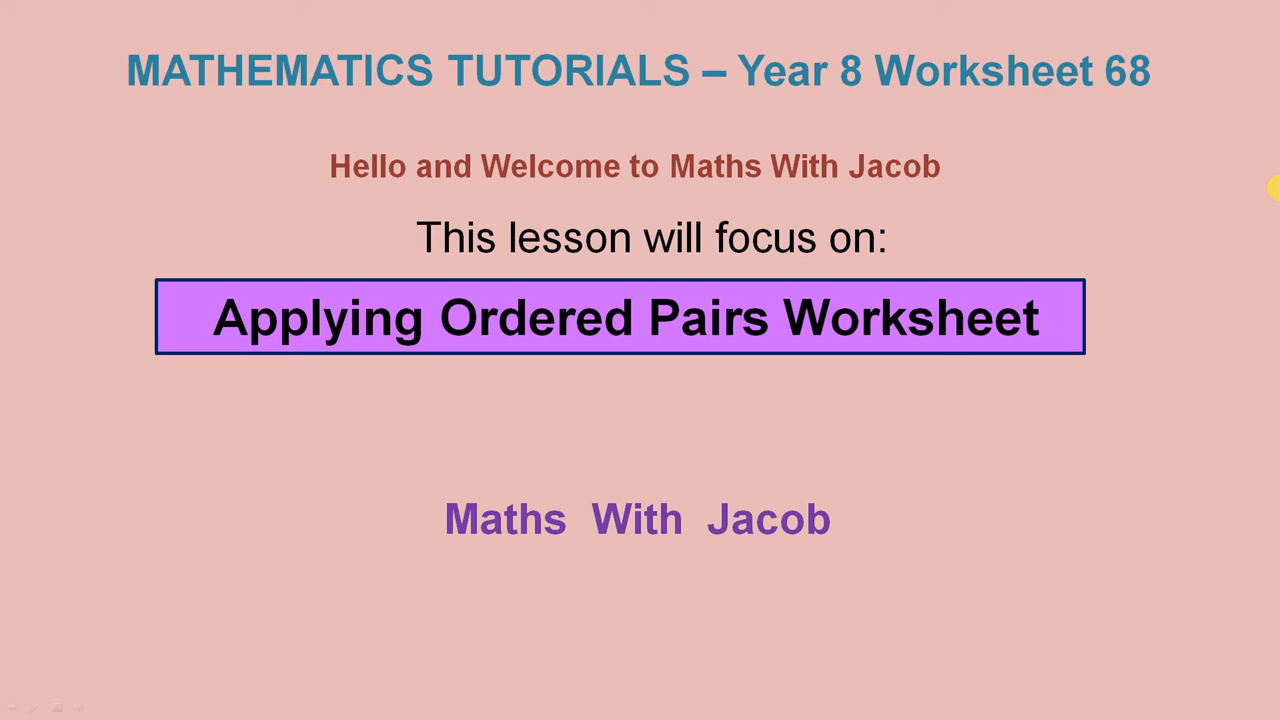 MATHEMATICS TUTORIALS – Year 8 Worksheet 68
Hello and Welcome to Maths With Jacob
This lesson will focus on:
Applying Ordered Pairs Worksheet
Maths With Jacob